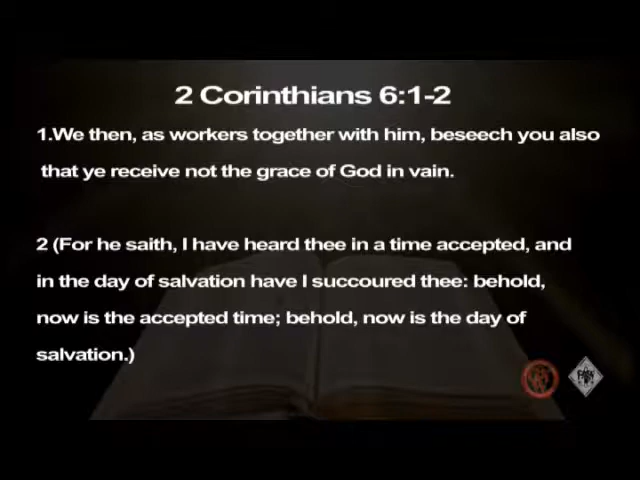 2 Corinthians 6:1-2
1.We then, as workers together with him, beseech you also
that ye receive not the grace of God in vain.
2 (For he saith, I have heard thee in a time accepted, and
in the day of salvation have I succoured thee: behold,
now is the accepted time; behold, now is the day of
salvation.)